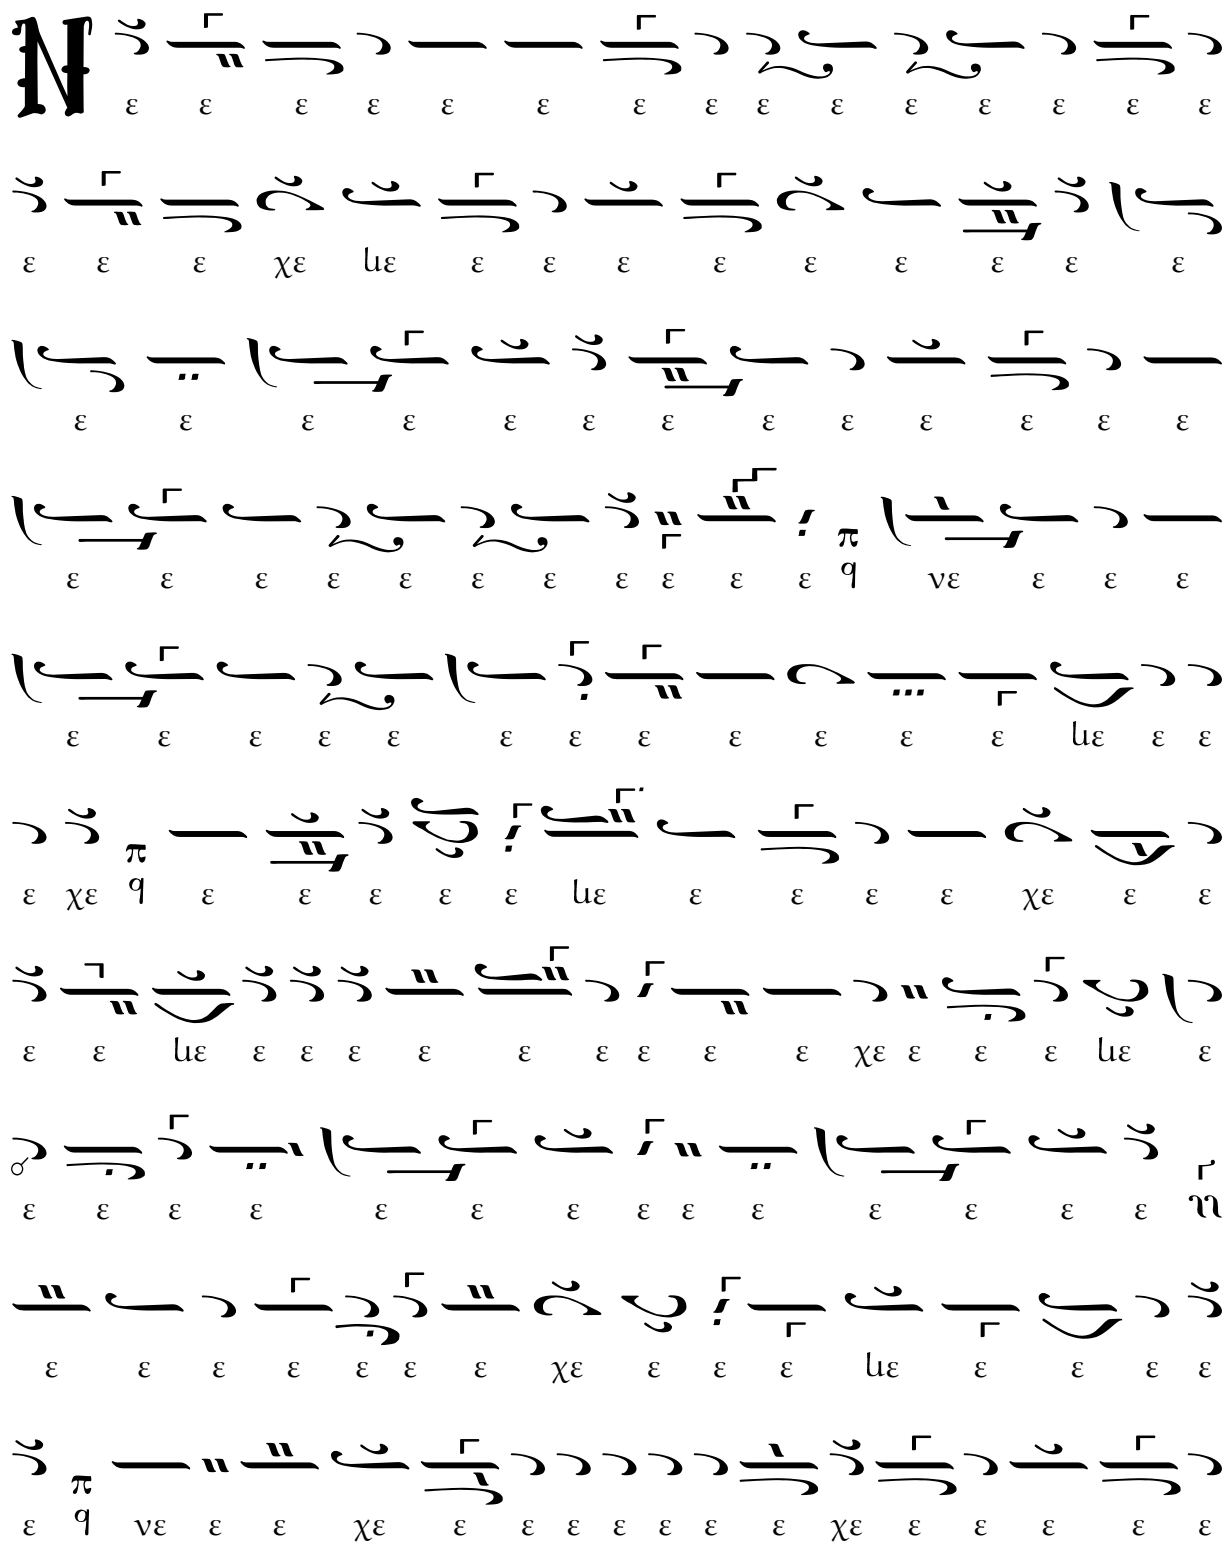 Ν ε ε ε ε ε ε ε ε ε ε ε ε ε ε ε
ε ε ε χε ε ε ε ε ε ε ε ε ε
ε ε ε ε ε ε ε ε ε ε ε ε ε
ε ε ε ε ε ε ε ε ε ε ε π q νε ε ε ε
ε ε ε ε ε ε ε ε ε ε ε ε ε ε
ε χε π q ε ε ε ε ε ε ε ε ε χε ε ε
ε ε ε ε ε ε ε ε ε ε ε χε ε ε ε ε
ε ε ε ε ε ε ε ε ε ε ε ε ε ε
ε ε ε ε ε ε ε χε ε ε ε ε ε ε ε
ε π q νε ε ε χε ε ε ε ε ε ε ε χε ε ε ε ε ε